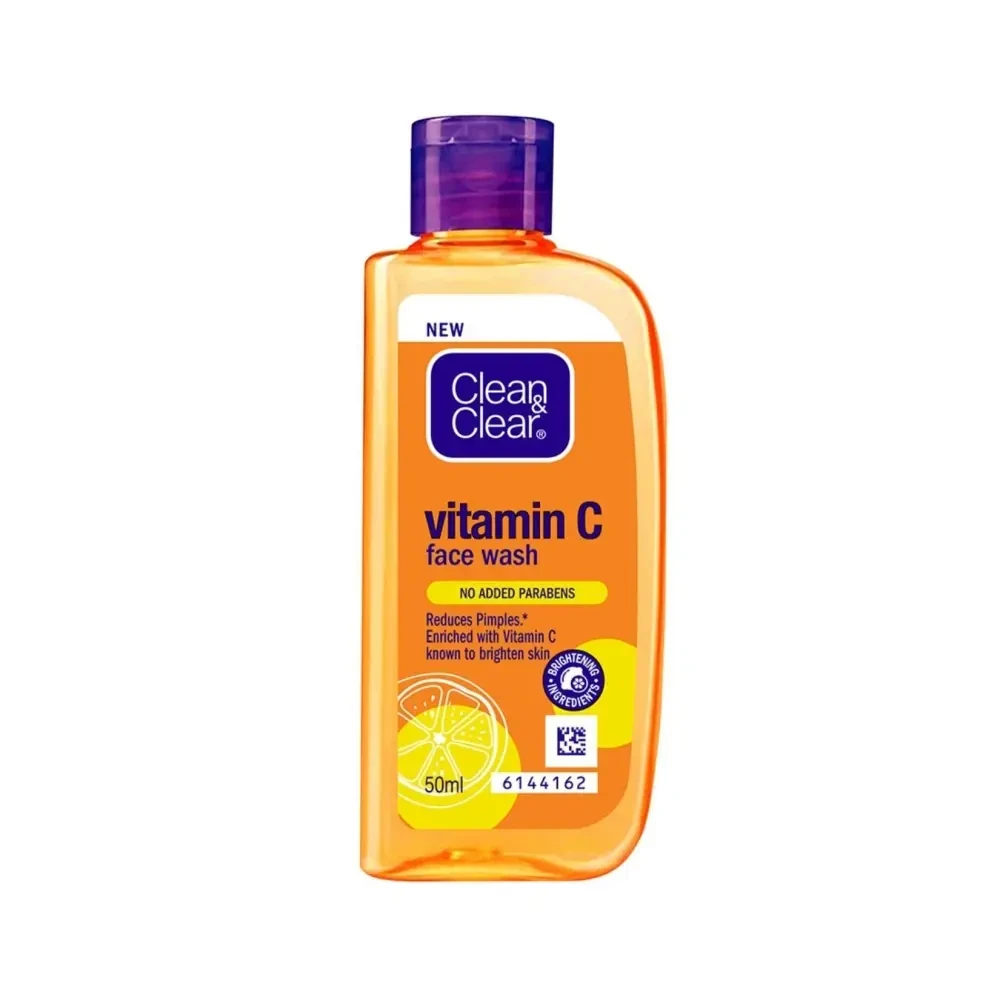 NEW
Clean
&
Clear®
vitamin C
face wash
NO ADDED PARABENS
Reduces Pimples.*
Enriched with Vitamin C
known to brighten skin
BRIGHTENING
INGREDIENTS
50ml
6144162